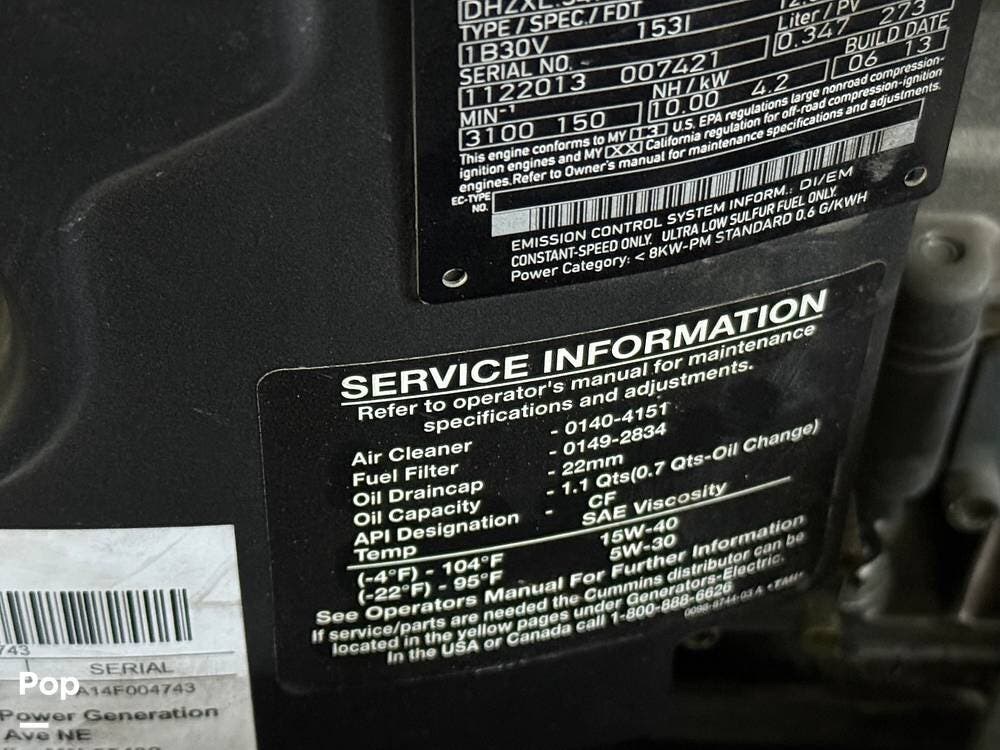 TYPE / SPEC / FDT
1B30V 153I
Liter / PV
0.347 273
SERIAL NO.
1122013 007421
BUILD DATE
06 13
MIN⁻¹ NH / kW
3100 150 10.00 4.2
This engine conforms to MY 13 U.S. EPA regulations large nonroad compression-
ignition engines and MY XX California regulation for off-road compression-ignition
engines.Refer to Owner's manual for maintenance specifications and adjustments.
EC-TYPE
NO.
EMISSION CONTROL SYSTEM INFORM.: DI/EM
CONSTANT-SPEED ONLY. ULTRA LOW SULFUR FUEL ONLY.
Power Category: < 8KW-PM STANDARD 0.6 G/KWH
SERVICE INFORMATION
Refer to operator's manual for maintenance
specifications and adjustments.
Air Cleaner - 0140-4151
Fuel Filter - 0149-2834
Oil Draincap - 22mm
Oil Capacity - 1.1 Qts(0.7 Qts-Oil Change)
API Designation - CF
Temp SAE Viscosity
(-4°F) - 104°F 15W-40
(-22°F) - 95°F 5W-30
See Operators Manual For Further Information
If service/parts are needed the Cummins distributor can be
located in the yellow pages under Generators-Electric.
In the USA or Canada call 1-800-888-6626
0098-8744-03 A
743
SERIAL
A14F004743
Power Generation
Ave NE
Pop